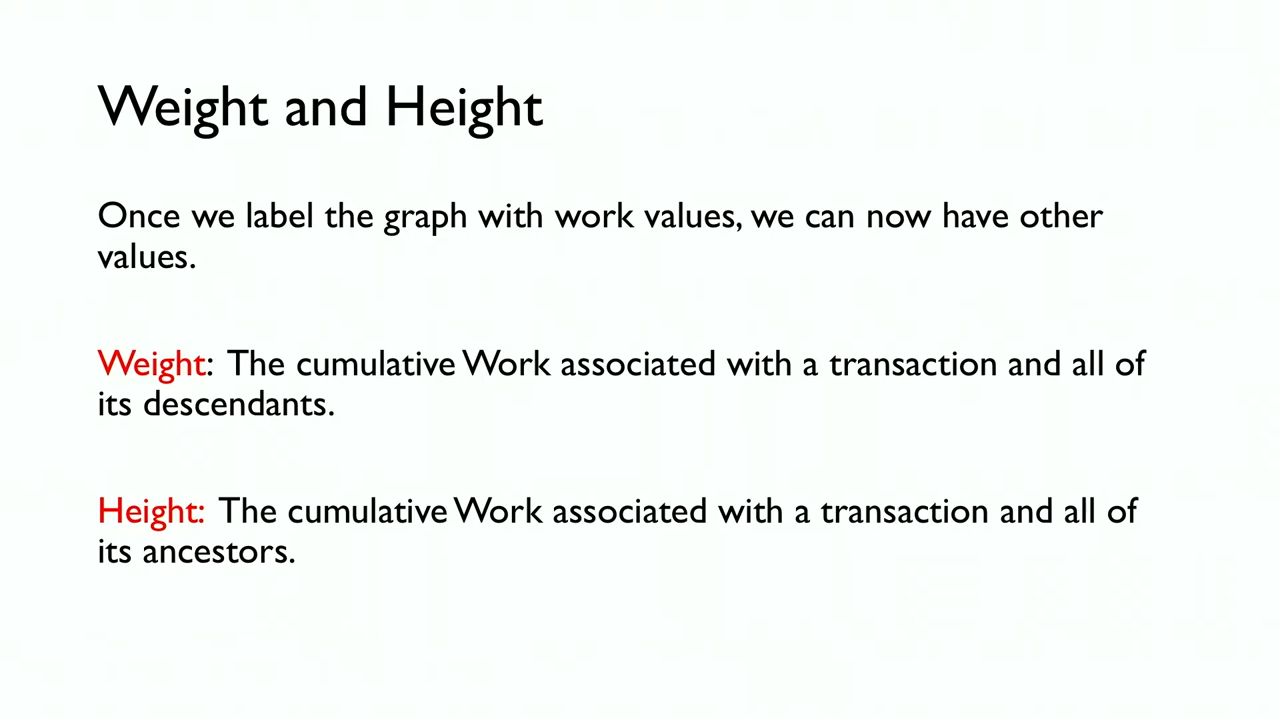 Weight and Height
Once we label the graph with work values, we can now have other
values.
Weight: The cumulative Work associated with a transaction and all of
its descendants.
Height: The cumulative Work associated with a transaction and all of
its ancestors.